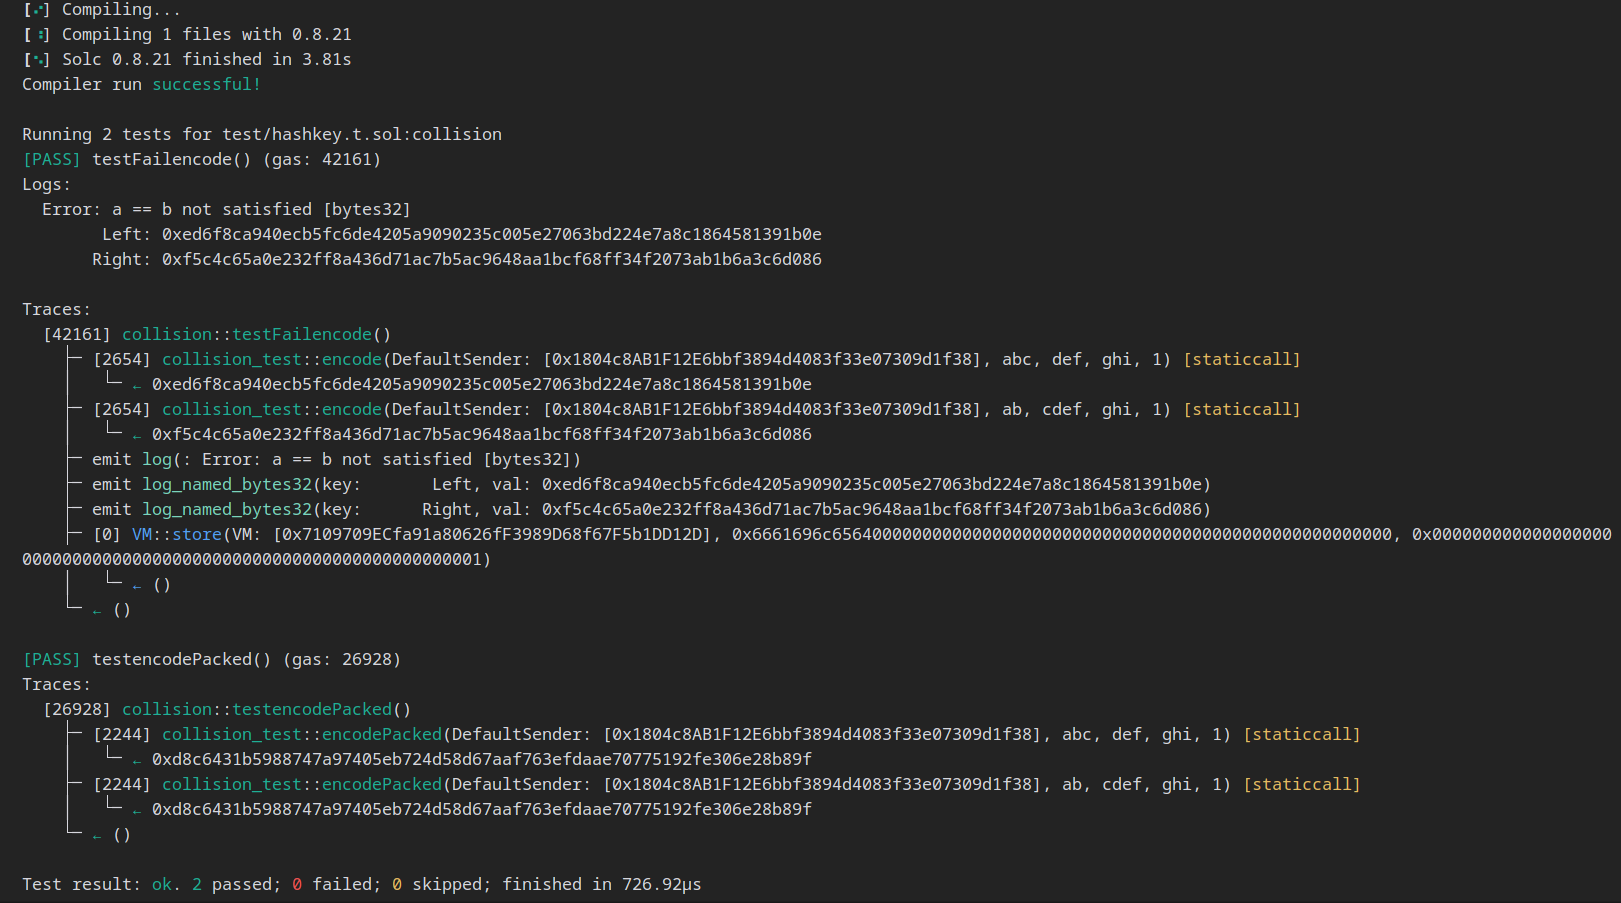 [⠔] Compiling...
[⠘] Compiling 1 files with 0.8.21
[⠑] Solc 0.8.21 finished in 3.81s
Compiler run successful!

Running 2 tests for test/hashkey.t.sol:collision
[PASS] testFailencode() (gas: 42161)
Logs:
  Error: a == b not satisfied [bytes32]
        Left: 0xed6f8ca940ecb5fc6de4205a9090235c005e27063bd224e7a8c1864581391b0e
       Right: 0xf5c4c65a0e232ff8a436d71ac7b5ac9648aa1bcf68ff34f2073ab1b6a3c6d086

Traces:
  [42161] collision::testFailencode()
    ├─ [2654] collision_test::encode(DefaultSender: [0x1804c8AB1F12E6bbf3894d4083f33e07309d1f38], abc, def, ghi, 1) [staticcall]
    │   └─ ← 0xed6f8ca940ecb5fc6de4205a9090235c005e27063bd224e7a8c1864581391b0e
    ├─ [2654] collision_test::encode(DefaultSender: [0x1804c8AB1F12E6bbf3894d4083f33e07309d1f38], ab, cdef, ghi, 1) [staticcall]
    │   └─ ← 0xf5c4c65a0e232ff8a436d71ac7b5ac9648aa1bcf68ff34f2073ab1b6a3c6d086
    ├─ emit log(: Error: a == b not satisfied [bytes32])
    ├─ emit log_named_bytes32(key:       Left, val: 0xed6f8ca940ecb5fc6de4205a9090235c005e27063bd224e7a8c1864581391b0e)
    ├─ emit log_named_bytes32(key:      Right, val: 0xf5c4c65a0e232ff8a436d71ac7b5ac9648aa1bcf68ff34f2073ab1b6a3c6d086)
    ├─ [0] VM::store(VM: [0x7109709ECfa91a80626fF3989D68f67F5b1DD12D], 0x6661696c65640000000000000000000000000000000000000000000000000000, 0x000000000000000000
0000000000000000000000000000000000000000000001)
    │   └─ ← ()
    └─ ← ()

[PASS] testencodePacked() (gas: 26928)
Traces:
  [26928] collision::testencodePacked()
    ├─ [2244] collision_test::encodePacked(DefaultSender: [0x1804c8AB1F12E6bbf3894d4083f33e07309d1f38], abc, def, ghi, 1) [staticcall]
    │   └─ ← 0xd8c6431b5988747a97405eb724d58d67aaf763efdaae70775192fe306e28b89f
    ├─ [2244] collision_test::encodePacked(DefaultSender: [0x1804c8AB1F12E6bbf3894d4083f33e07309d1f38], ab, cdef, ghi, 1) [staticcall]
    │   └─ ← 0xd8c6431b5988747a97405eb724d58d67aaf763efdaae70775192fe306e28b89f
    └─ ← ()

Test result: ok. 2 passed; 0 failed; 0 skipped; finished in 726.92µs